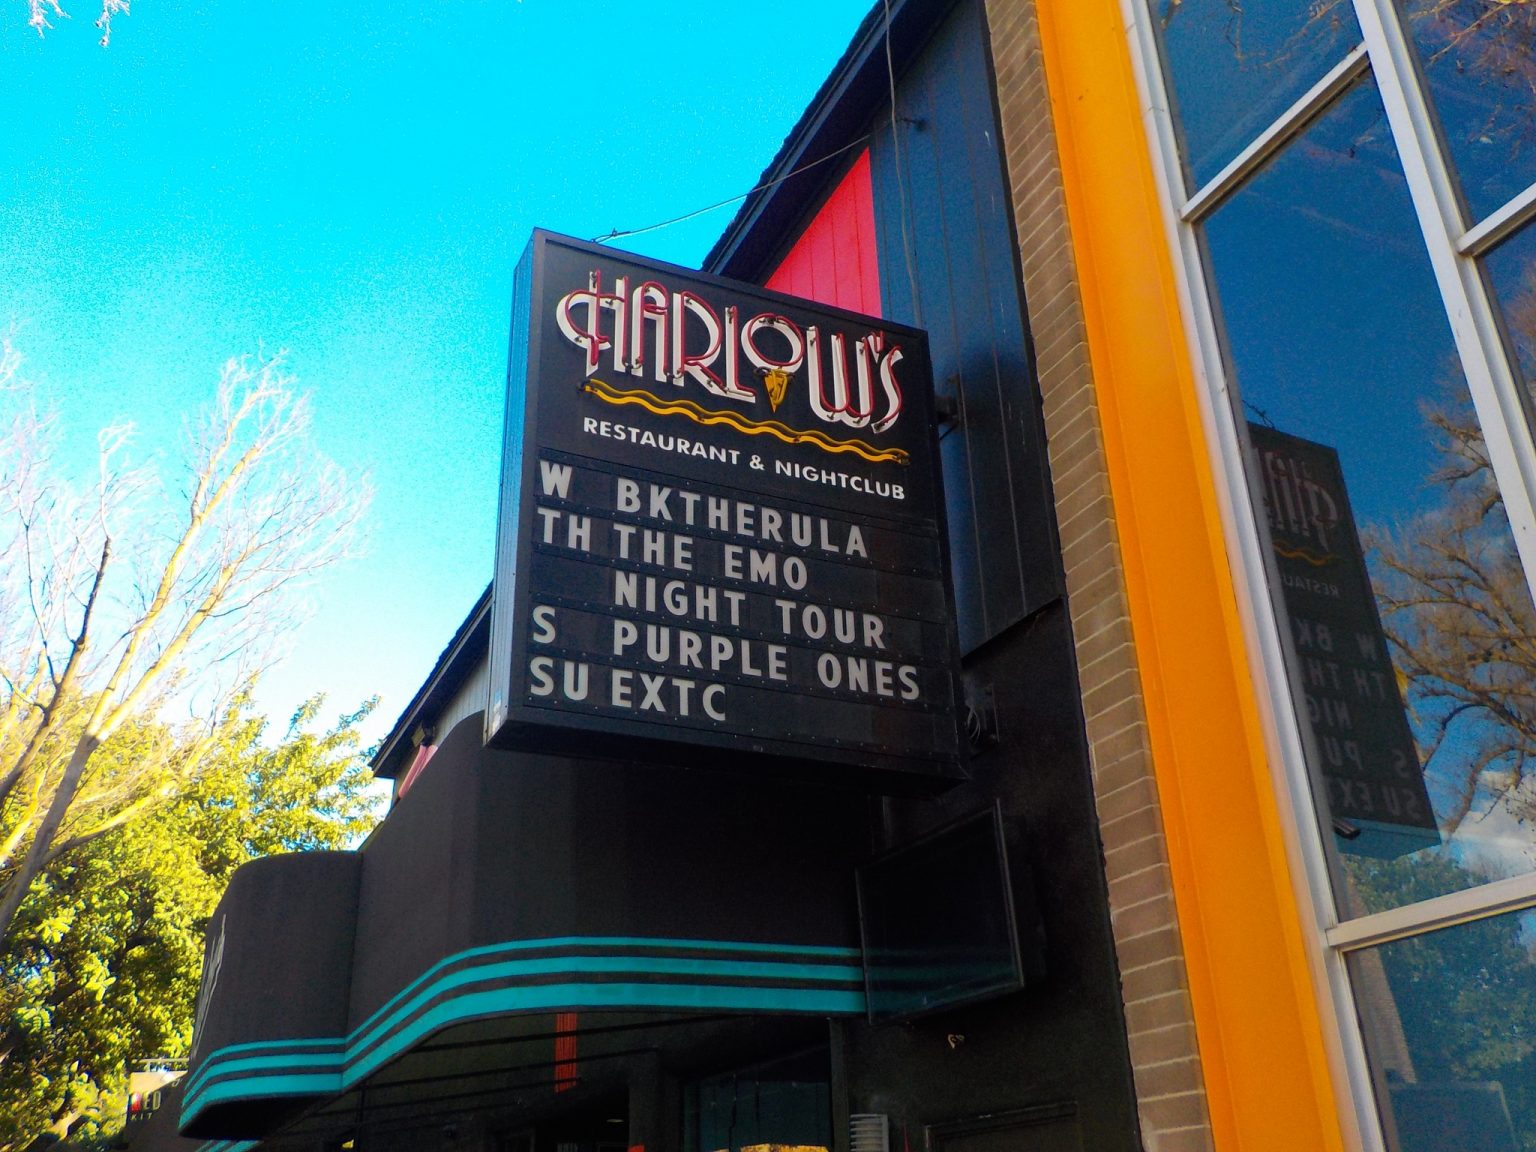 HARLOW'S
RESTAURANT & NIGHTCLUB
W BKTHERULA
TH THE EMO
NIGHT TOUR
S PURPLE ONES
SU EXTC